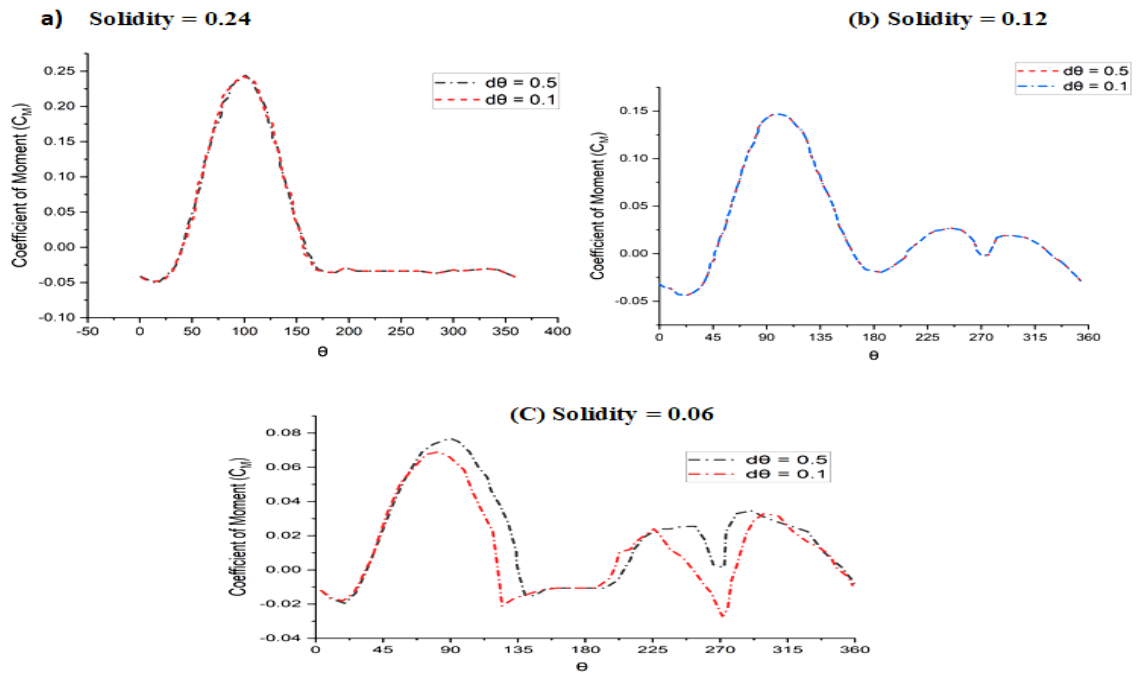 a) Solidity = 0.24
0.25
0.20
0.15
0.10
0.05
0.00
-0.05
-0.10
-50 0 50 100 150 200 250 300 350 400
Coefficient of Moment (CM)
θ
dθ = 0.5
dθ = 0.1
(b) Solidity = 0.12
dθ = 0.5
dθ = 0.1
0.15
0.10
0.05
0.00
-0.05
0 45 90 135 180 225 270 315 360
Coefficient of Moment (CM)
θ
(C) Solidity = 0.06
0.08
0.06
0.04
0.02
0.00
-0.02
-0.04
0 45 90 135 180 225 270 315 360
Coefficient of Moment (CM)
θ
dθ = 0.5
dθ = 0.1